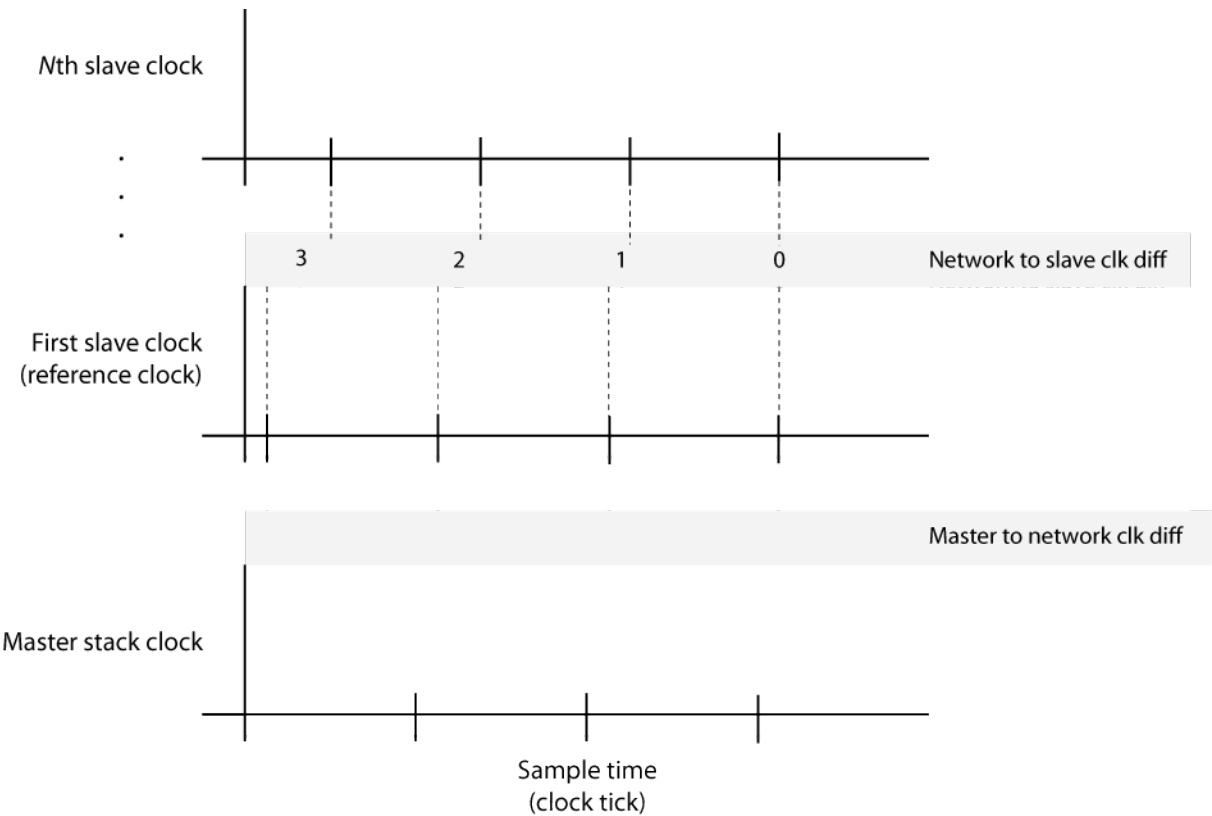 Nth slave clock
.
.
.
3 2 1 0 Network to slave clk diff
First slave clock
(reference clock)
Master to network clk diff
Master stack clock
Sample time
(clock tick)